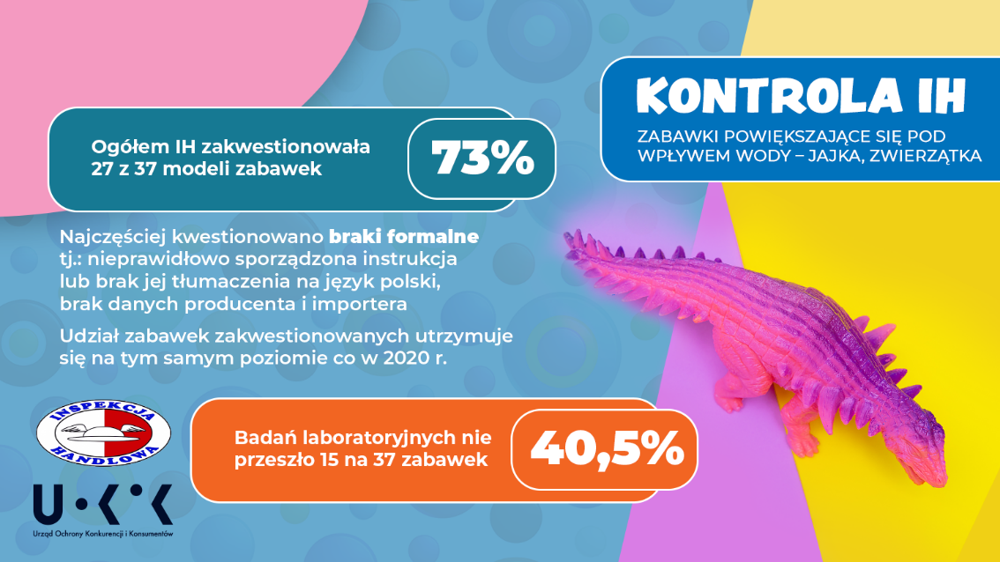 KONTROLA IH
ZABAWKI POWIĘKSZAJĄCE SIĘ POD
WPŁYWEM WODY – JAJKA, ZWIERZĄTKA
Ogółem IH zakwestionowała
27 z 37 modeli zabawek
73%
Najczęściej kwestionowano braki formalne
tj.: nieprawidłowo sporządzona instrukcja
lub brak jej tłumaczenia na język polski,
brak danych producenta i importera
Udział zabawek zakwestionowanych utrzymuje
się na tym samym poziomie co w 2020 r.
Badań laboratoryjnych nie
przeszło 15 na 37 zabawek
40,5%
INSPEKCJA
HANDLOWA
UOKiK
Urząd Ochrony Konkurencji i Konsumentów